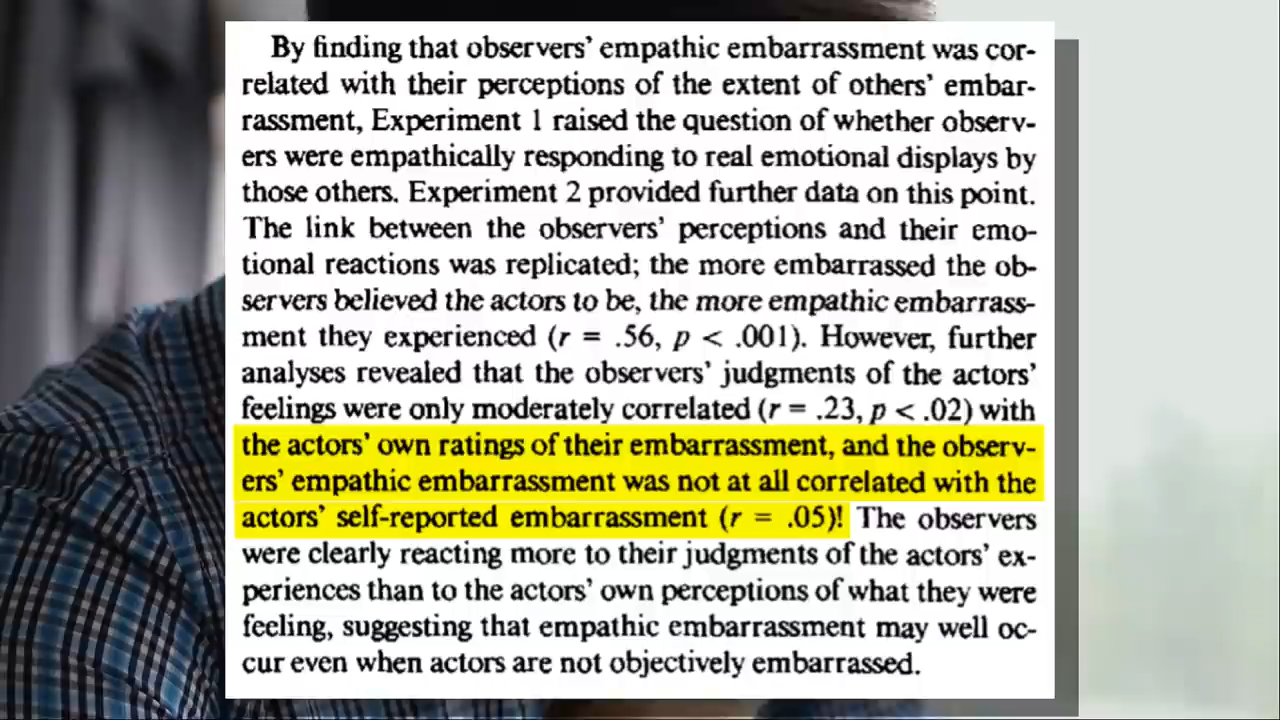 By finding that observers' empathic embarrassment was cor-
related with their perceptions of the extent of others' embar-
rassment, Experiment 1 raised the question of whether observ-
ers were empathically responding to real emotional displays by
those others. Experiment 2 provided further data on this point.
The link between the observers' perceptions and their emo-
tional reactions was replicated; the more embarrassed the ob-
servers believed the actors to be, the more empathic embarrass-
ment they experienced (r = .56, p < .001). However, further
analyses revealed that the observers' judgments of the actors'
feelings were only moderately correlated (r = .23, p < .02) with
the actors' own ratings of their embarrassment, and the observ-
ers' empathic embarrassment was not at all correlated with the
actors' self-reported embarrassment (r = .05)! The observers
were clearly reacting more to their judgments of the actors' ex-
periences than to the actors' own perceptions of what they were
feeling, suggesting that empathic embarrassment may well oc-
cur even when actors are not objectively embarrassed.